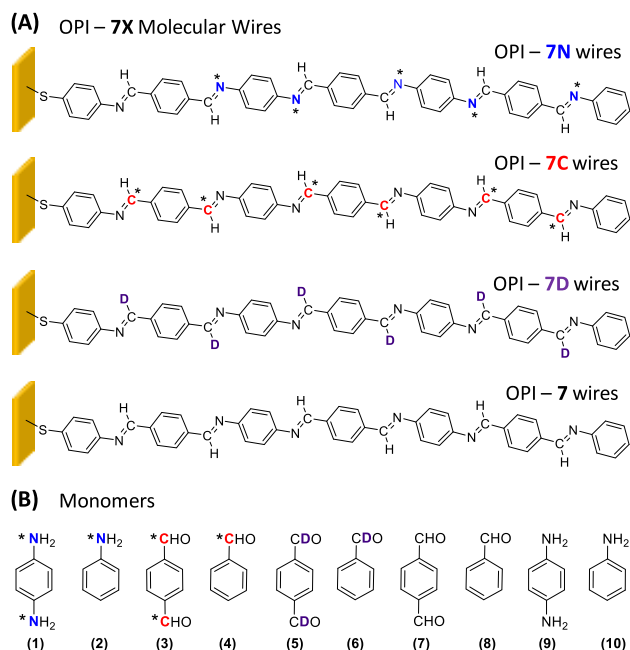 (A) OPI – 7X Molecular Wires
OPI – 7N wires
H * H N * H *
S N C C N N C C N N C C N
H * H * H
OPI – 7C wires
H * H * H *
S N C * C N N C C N N C C N
H * H * H
OPI – 7D wires
D D D
S N C C N N C C N N C C N
D D D
OPI – 7 wires
H H H
S N C C N N C C N N C C N
H H H
(B) Monomers
* NH2 * NH2 * CHO * CHO CDO CDO CHO CHO NH2 NH2
* NH2 * CHO CDO CHO NH2
(1) (2) (3) (4) (5) (6) (7) (8) (9) (10)